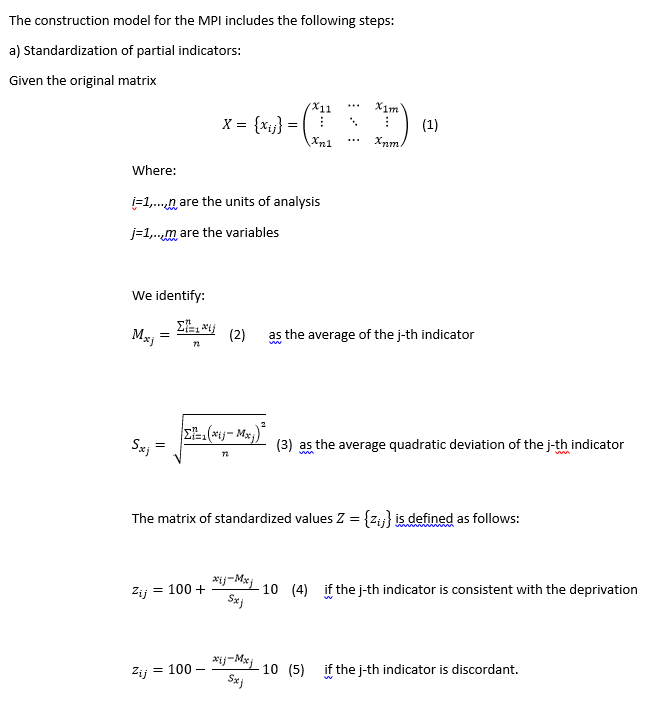 The construction model for the MPI includes the following steps:
a) Standardization of partial indicators:
Given the original matrix
X = {x_{ij}} = \begin{pmatrix} x_{11} & \cdots & x_{1m} \\ \vdots & \ddots & \vdots \\ x_{n1} & \cdots & x_{nm} \end{pmatrix} (1)
Where:
i=1,...,n are the units of analysis
j=1,..,m are the variables
We identify:
M_{x_j} = \frac{\sum_{i=1}^{n} x_{ij}}{n} (2) as the average of the j-th indicator
S_{x_j} = \sqrt{\frac{\sum_{i=1}^{n} (x_{ij} - M_{x_j})^2}{n}} (3) as the average quadratic deviation of the j-th indicator
The matrix of standardized values Z = {z_{ij}} is defined as follows:
z_{ij} = 100 + \frac{x_{ij} - M_{x_j}}{S_{x_j}} 10 (4) if the j-th indicator is consistent with the deprivation
z_{ij} = 100 − \frac{x_{ij} - M_{x_j}}{S_{x_j}} 10 (5) if the j-th indicator is discordant.